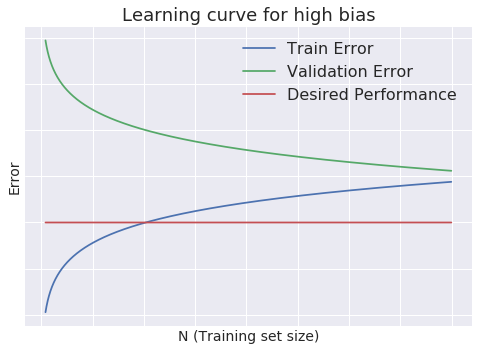 Learning curve for high bias
Train Error
Validation Error
Desired Performance
Error
N (Training set size)